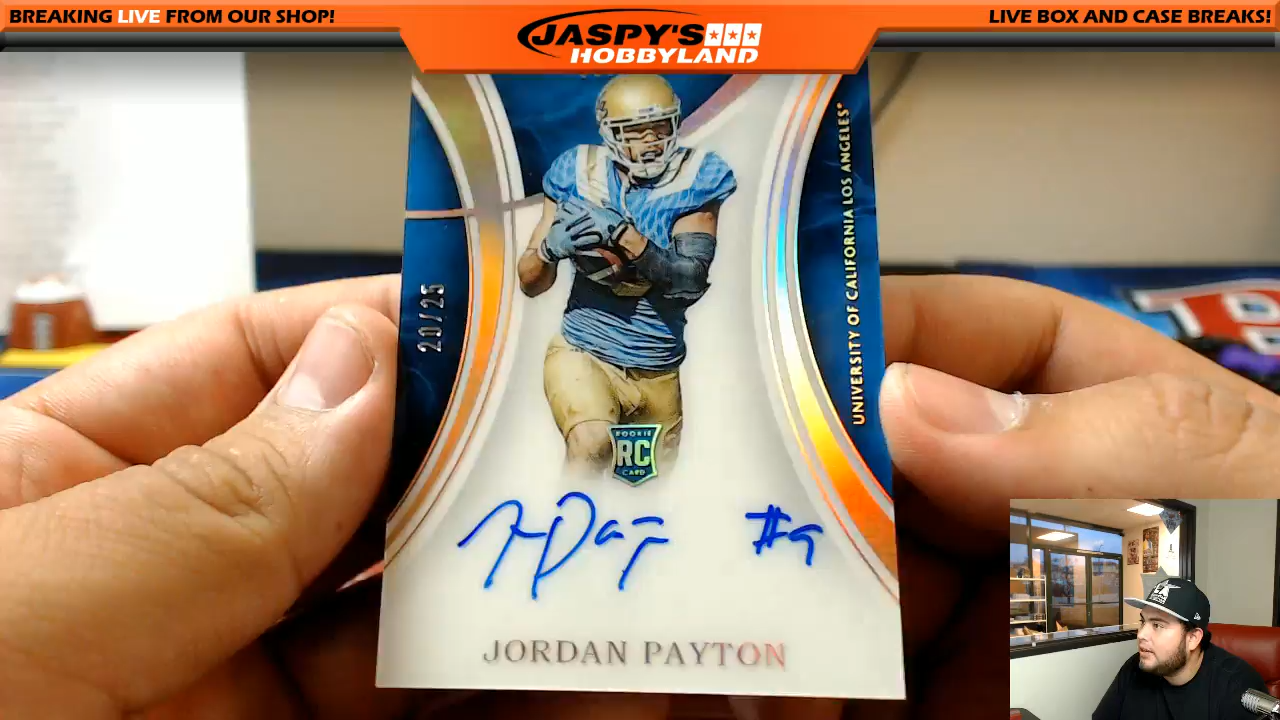 BREAKING LIVE FROM OUR SHOP!
JASPY'S
HOBBYLAND
LIVE BOX AND CASE BREAKS!
20/25
UNIVERSITY OF CALIFORNIA LOS ANGELES
ROOKIE
RC
CARD
#9
JORDAN PAYTON